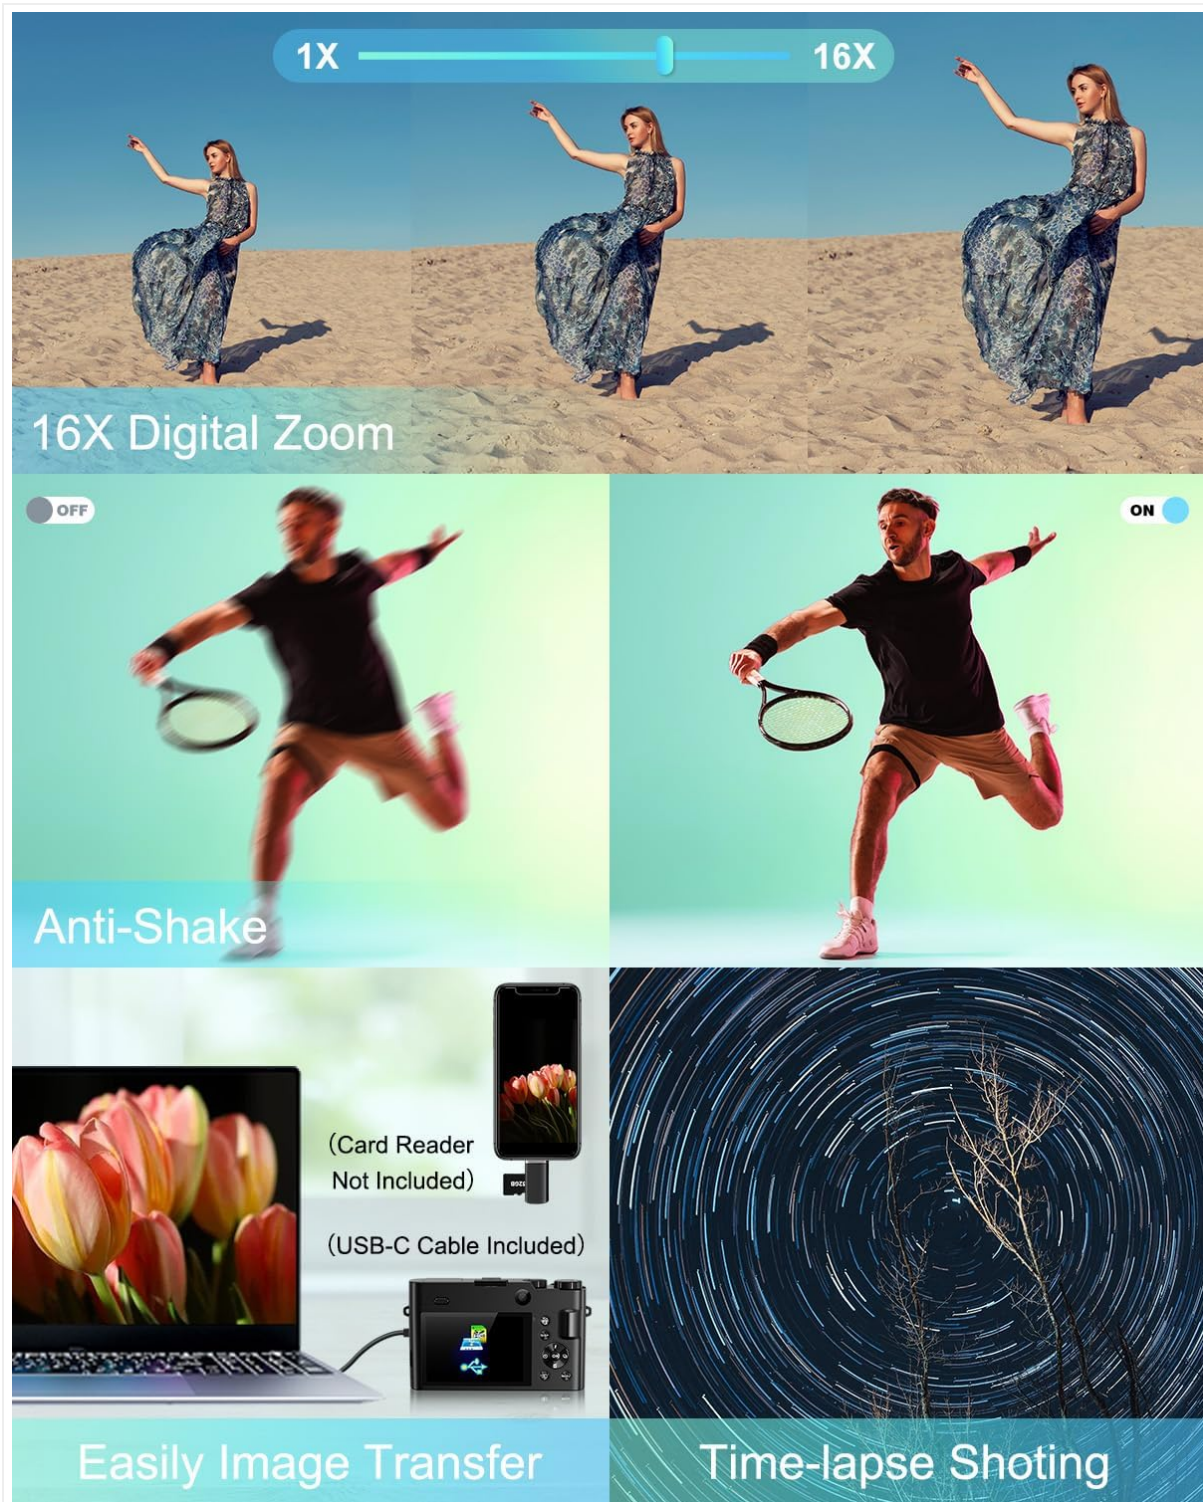 1X 16X
16X Digital Zoom
OFF
ON
Anti-Shake
(Card Reader
Not Included)
32GB
(USB-C Cable Included)
Easily Image Transfer
Time-lapse Shoting